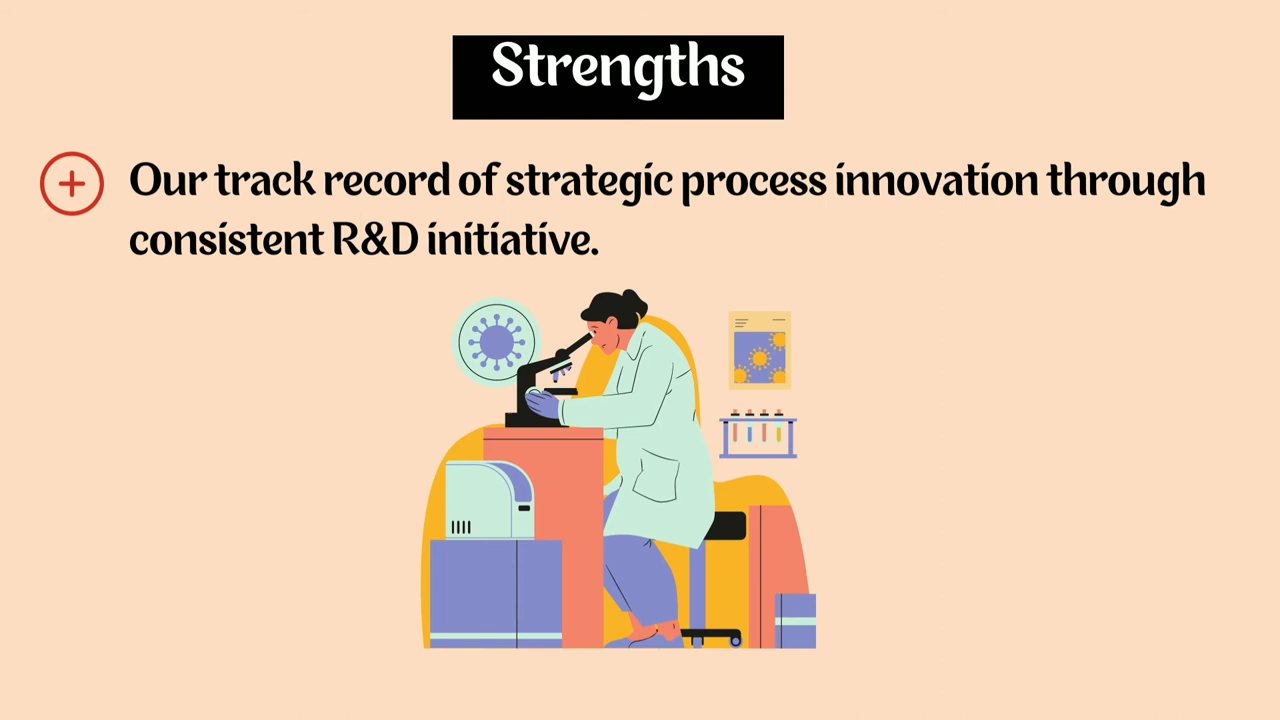 Strengths
Our track record of strategic process innovation through
consistent R&D initiative.